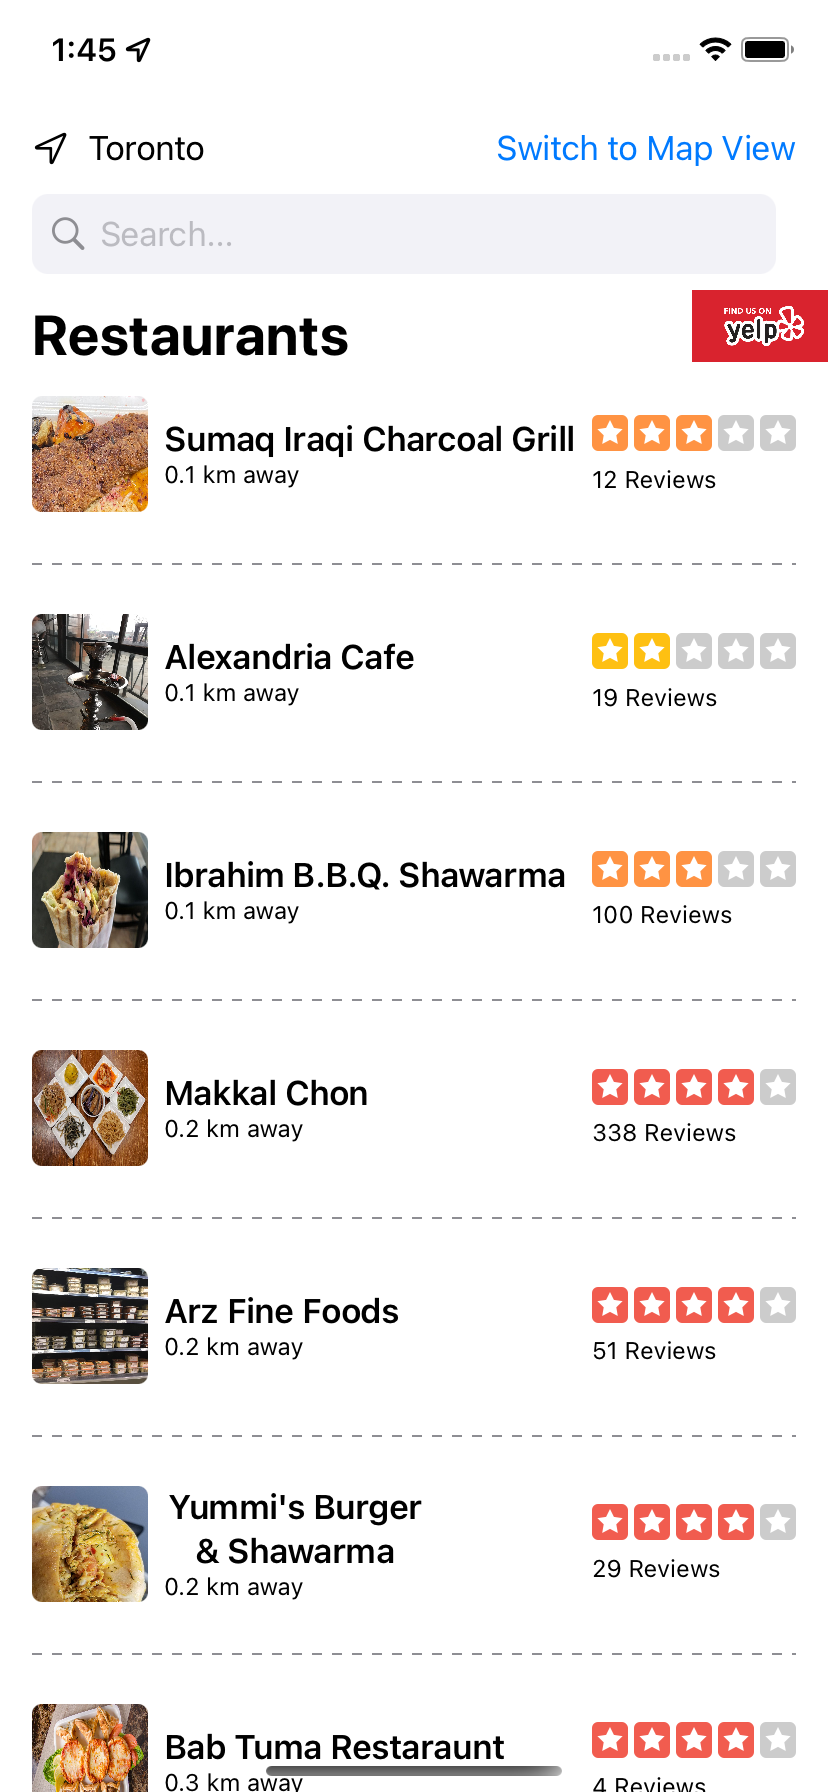 1:45
Toronto
Switch to Map View
Search...
Restaurants
FIND US ON
yelp
Sumaq Iraqi Charcoal Grill
0.1 km away
12 Reviews
Alexandria Cafe
0.1 km away
19 Reviews
Ibrahim B.B.Q. Shawarma
0.1 km away
100 Reviews
Makkal Chon
0.2 km away
338 Reviews
Arz Fine Foods
0.2 km away
51 Reviews
Yummi's Burger
& Shawarma
0.2 km away
29 Reviews
Bab Tuma Restaraunt
0.3 km away
4 Reviews